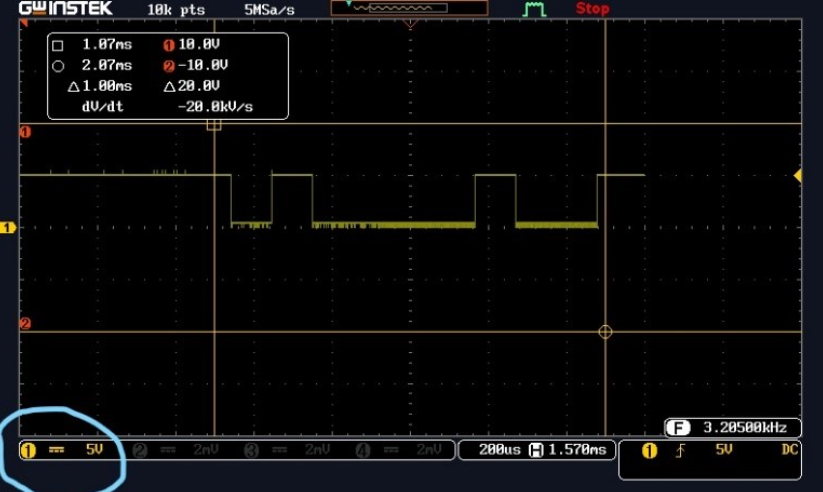 GWINSTEK 10k pts 5MSa/s Stop
1.07ms 1 10.0V
2.07ms 2 -10.0V
△1.00ms △20.0V
dV/dt -20.0kV/s
1
1
2
F 3.20500kHz
1 5V 2 2mV 3 2mV 4 2mV 200us H 1.570ms 1 5V DC